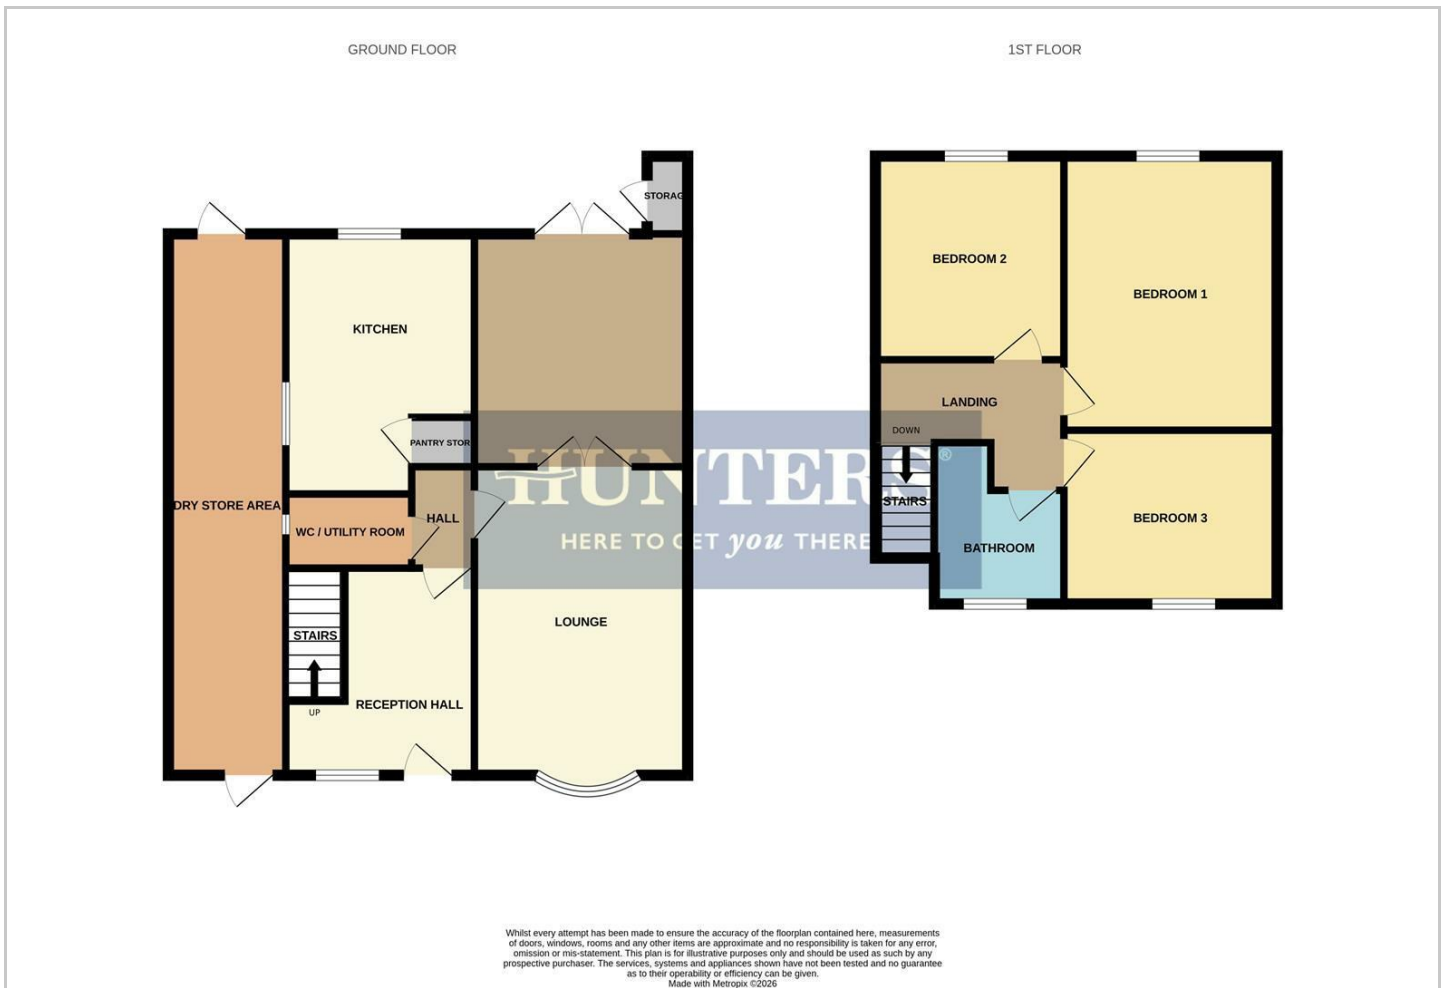 GROUND FLOOR
1ST FLOOR
STORAG
BEDROOM 2
BEDROOM 1
KITCHEN
LANDING
DOWN
PANTRY STOR
HUNTERS®
DRY STORE AREA
STAIRS
HALL
BEDROOM 3
WC / UTILITY ROOM
HERE TO GET you THERE
BATHROOM
LOUNGE
STAIRS
RECEPTION HALL
UP
Whilst every attempt has been made to ensure the accuracy of the floorplan contained here, measurements
of doors, windows, rooms and any other items are approximate and no responsibility is taken for any error,
omission or mis-statement. This plan is for illustrative purposes only and should be used as such by any
prospective purchaser. The services, systems and appliances shown have not been tested and no guarantee
as to their operability or efficiency can be given.
Made with Metropix ©2026